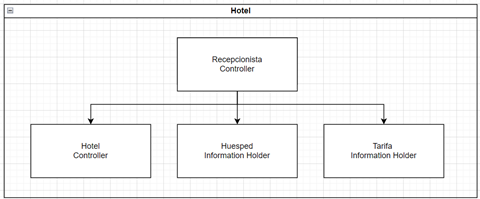 Hotel
Recepcionista
Controller
Hotel
Controller
Huesped
Information Holder
Tarifa
Information Holder